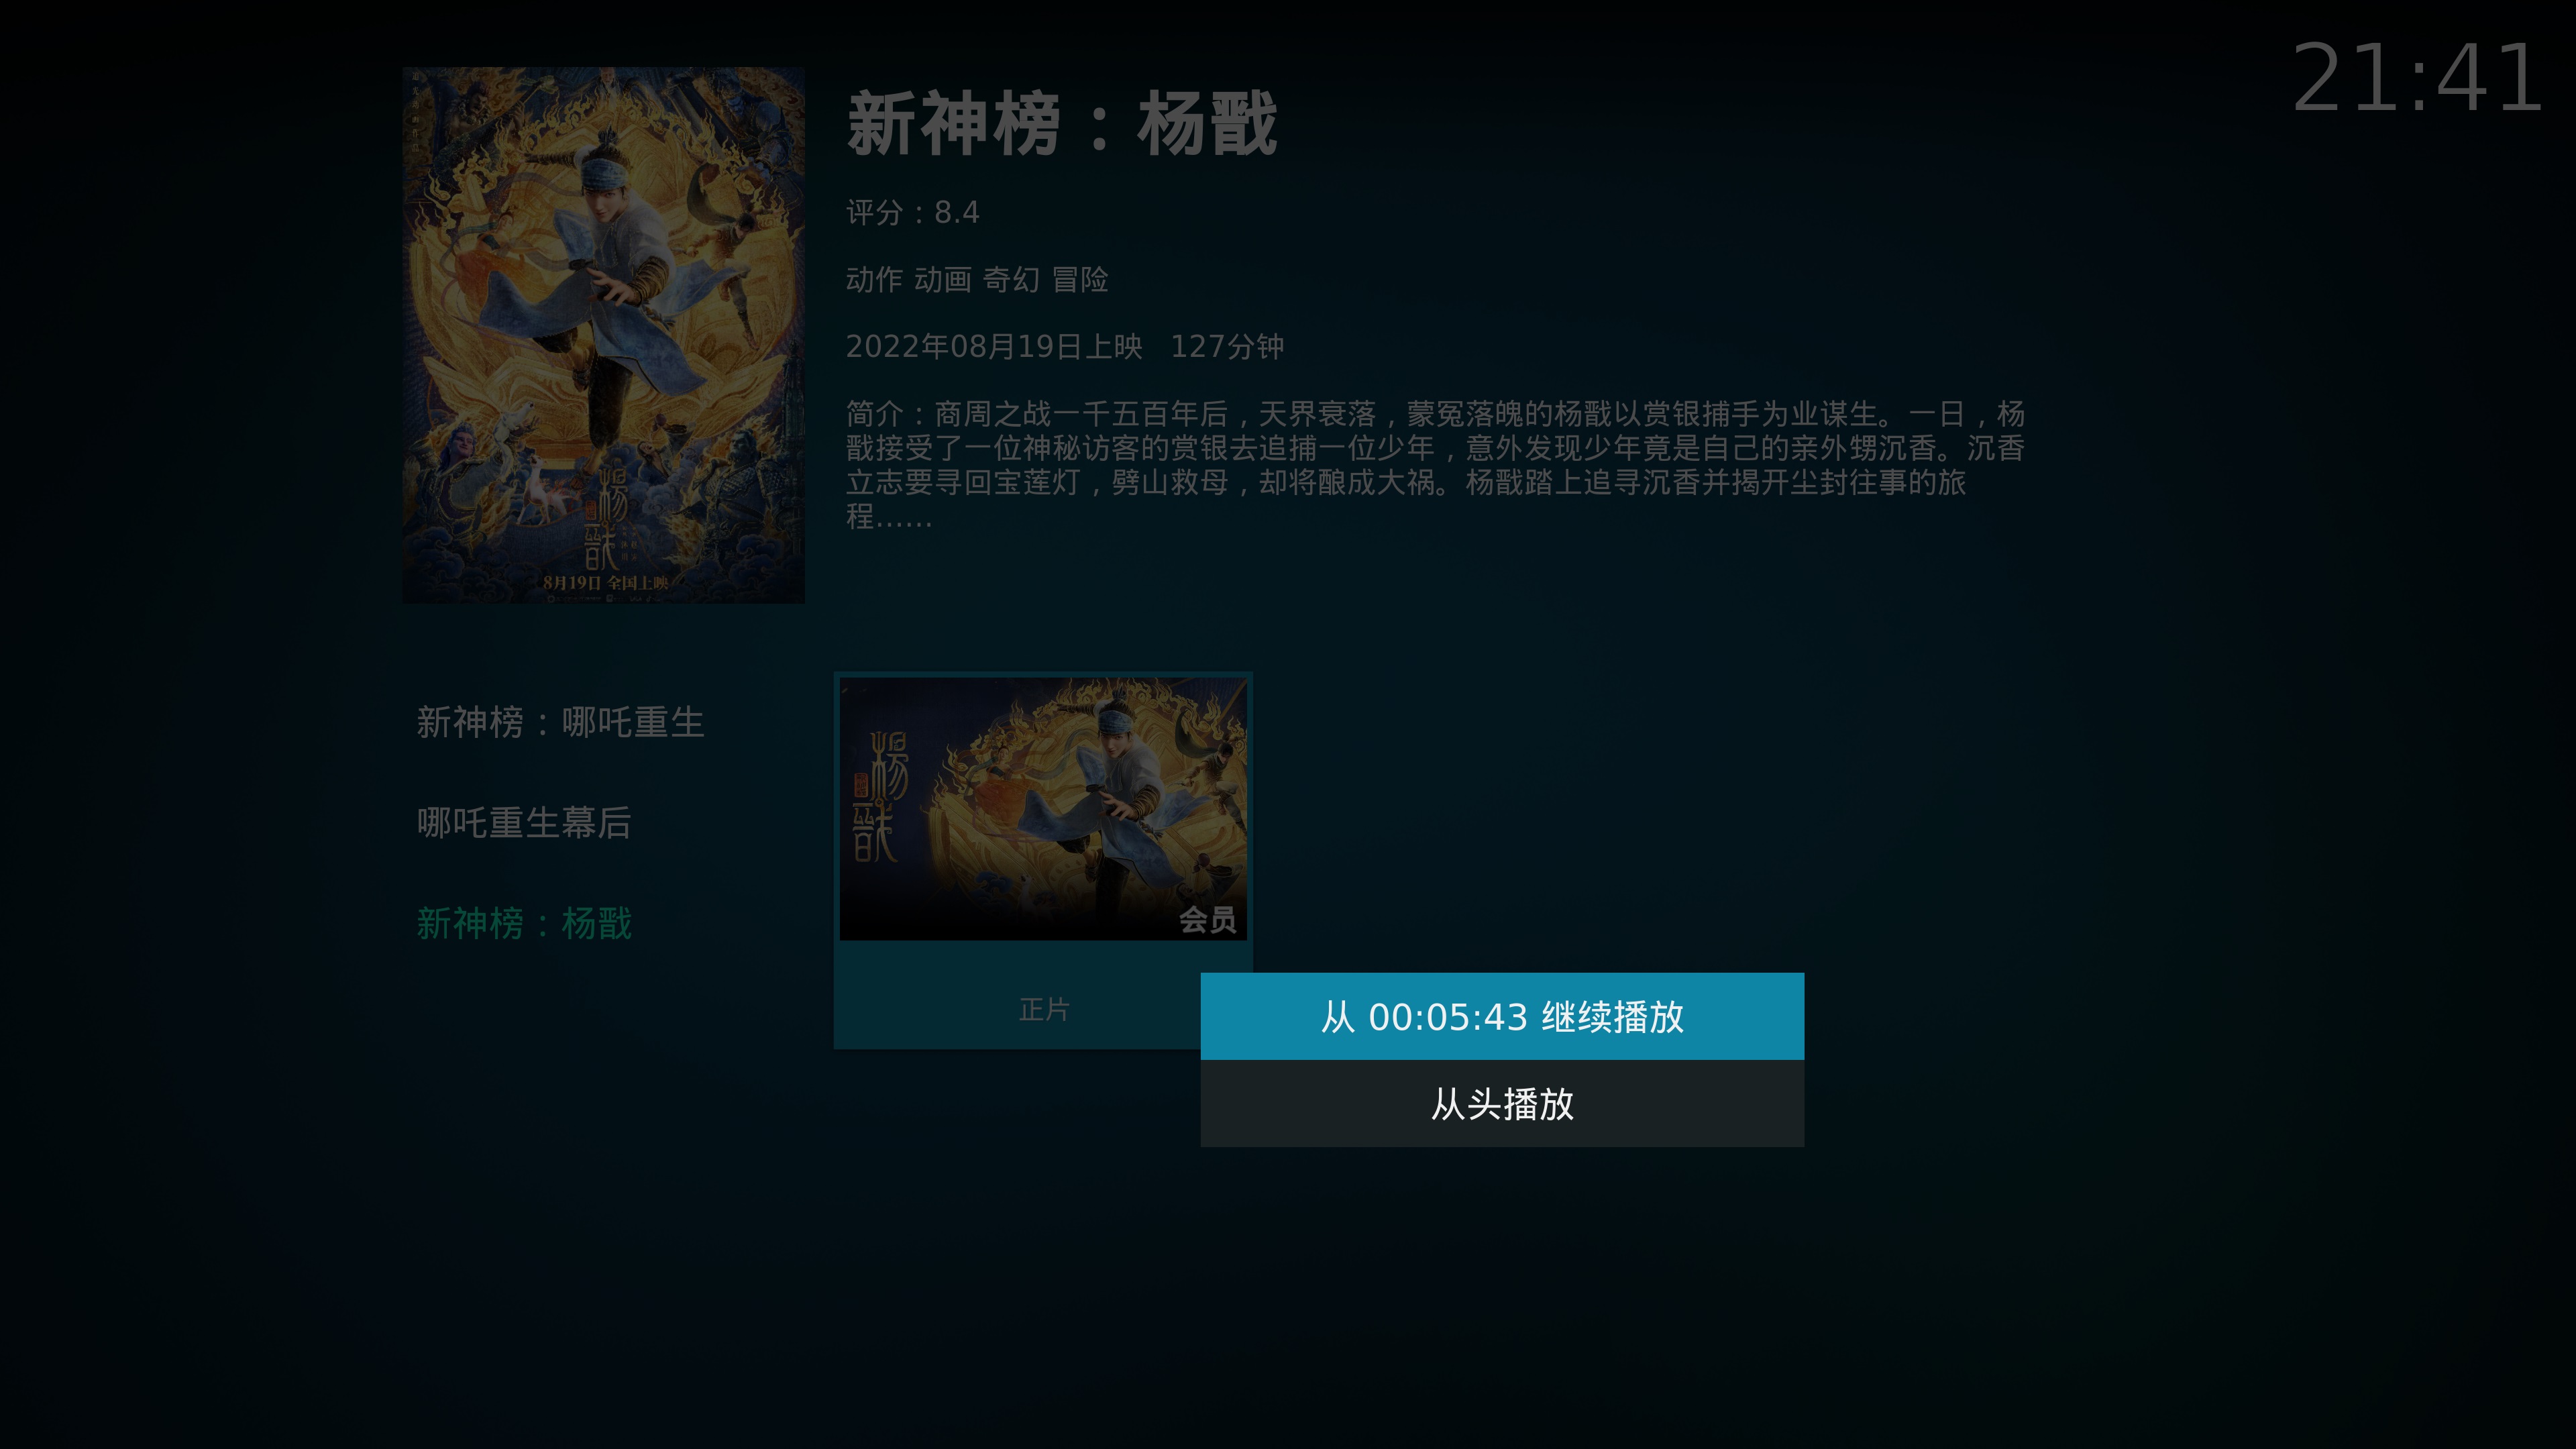 21:41
新神榜：杨戬
评分：8.4
动作 动画 奇幻 冒险
2022年08月19日上映 127分钟
简介：商周之战一千五百年后，天界衰落，蒙冤落魄的杨戬以赏银捕手为业谋生。一日，杨
戬接受了一位神秘访客的赏银去追捕一位少年，意外发现少年竟是自己的亲外甥沉香。沉香
立志要寻回宝莲灯，劈山救母，却将酿成大祸。杨戬踏上追寻沉香并揭开尘封往事的旅
程……
楊戩
8月19日 全国上映
新神榜：哪吒重生
哪吒重生幕后
新神榜：杨戬
楊戩
会员
正片
从 00:05:43 继续播放
从头播放